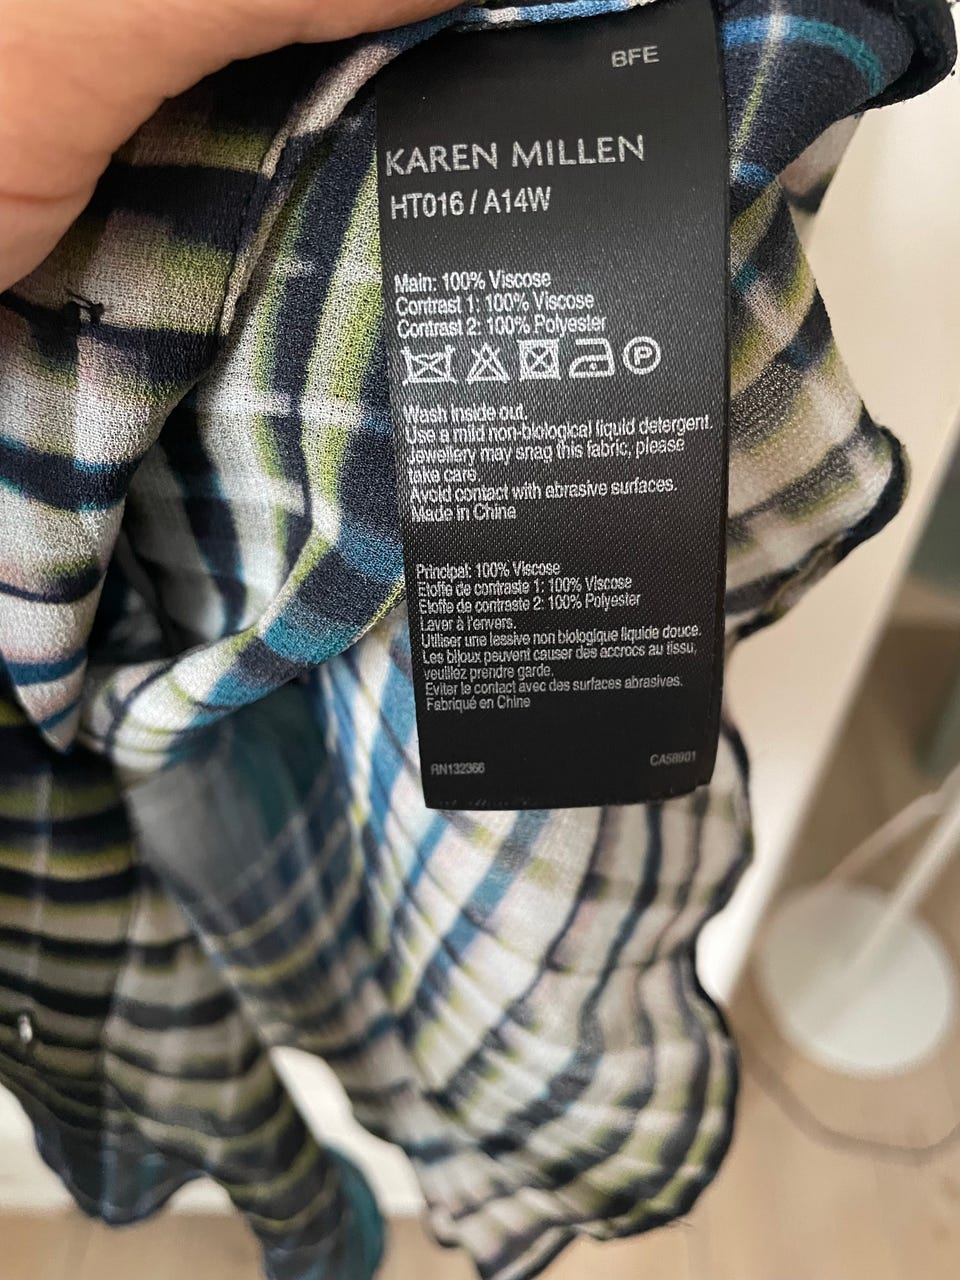 BFE
KAREN MILLEN
HT016 / A14W
Main: 100% Viscose
Contrast 1: 100% Viscose
Contrast 2: 100% Polyester
P
Wash inside out.
Use a mild non-biological liquid detergent.
Jewellery may snag this fabric, please
take care.
Avoid contact with abrasive surfaces.
Made in China
Principal: 100% Viscose
Etoffe de contraste 1: 100% Viscose
Etoffe de contraste 2: 100% Polyester
Laver à l'envers.
Utiliser une lessive non biologique liquide douce.
Les bijoux peuvent causer des accrocs au tissu,
veuillez prendre garde.
Eviter le contact avec des surfaces abrasives.
Fabriqué en Chine
RN132366 CA58901